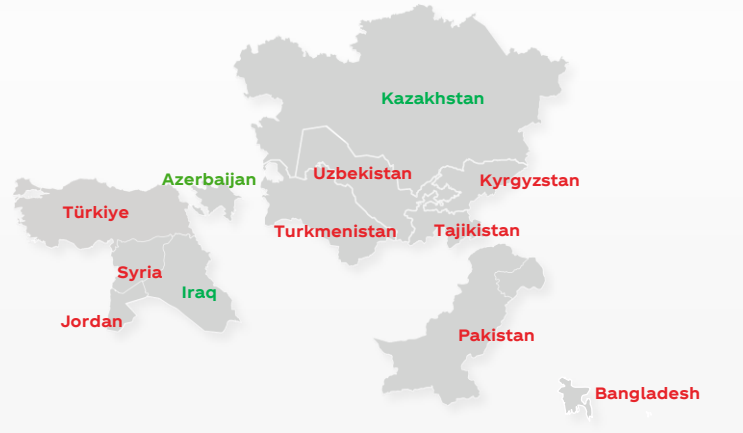 Kazakhstan
Uzbekistan
Azerbaijan
Kyrgyzstan
Türkiye
Turkmenistan
Tajikistan
Syria
Iraq
Jordan
Pakistan
Bangladesh